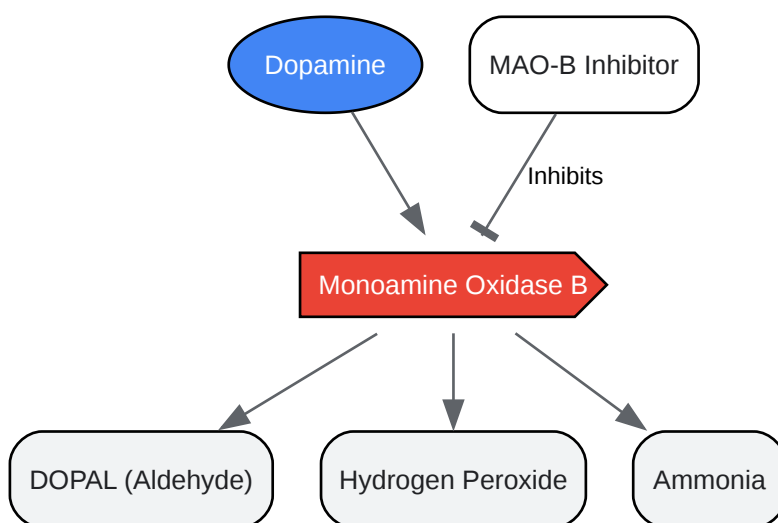 Dopamine
MAO-B Inhibitor
Inhibits
Monoamine Oxidase B
DOPAL (Aldehyde)
Hydrogen Peroxide
Ammonia